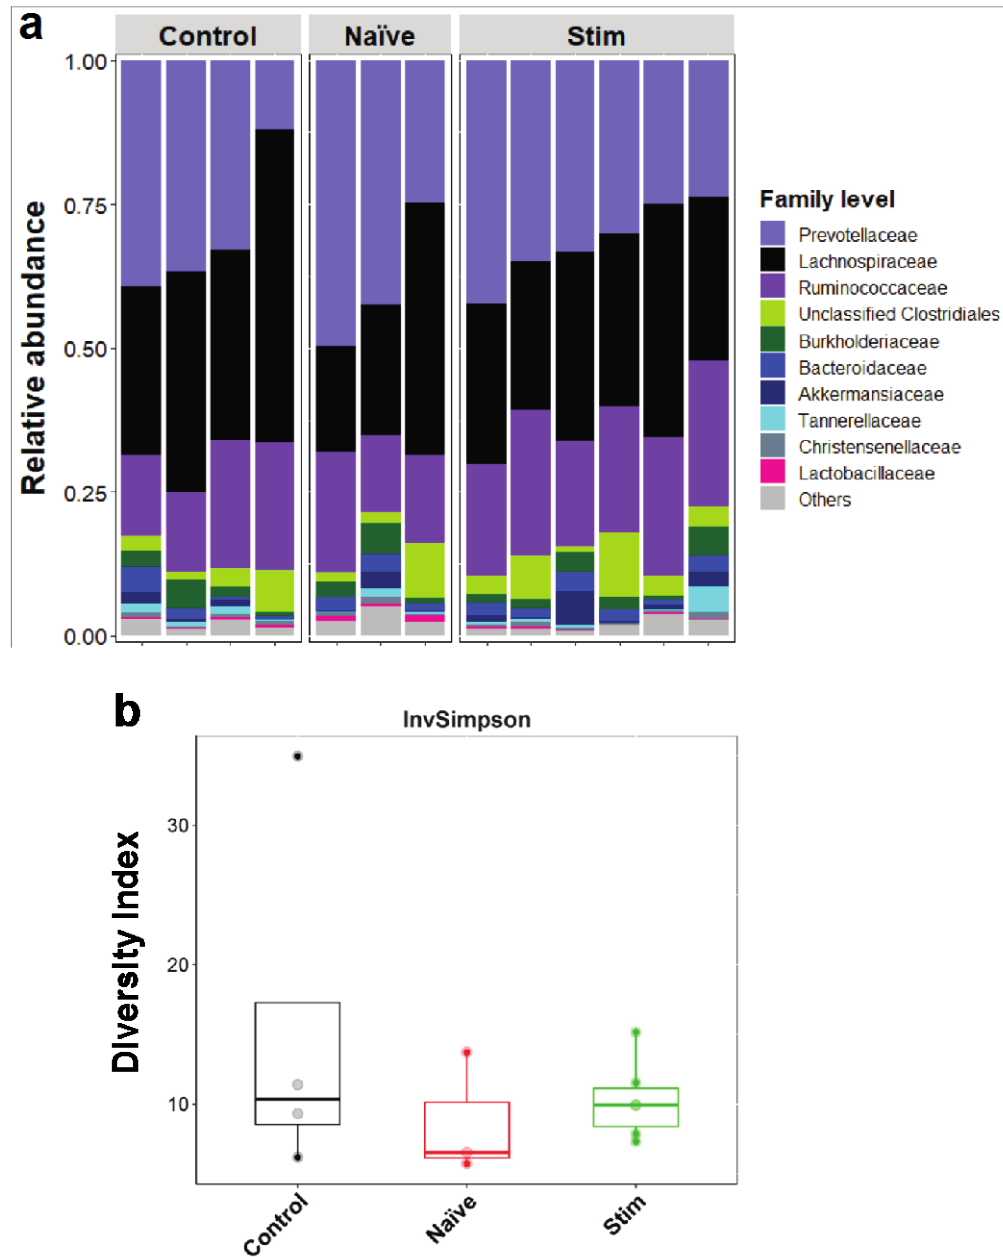 a
Control Naïve Stim
1.00
0.75
0.50
0.25
0.00
Relative abundance
Family level
Prevotellaceae
Lachnospiraceae
Ruminococcaceae
Unclassified Clostridiales
Burkholderiaceae
Bacteroidaceae
Akkermansiaceae
Tannerellaceae
Christensenellaceae
Lactobacillaceae
Others
b
InvSimpson
30
20
10
Diversity Index
Control Naïve Stim